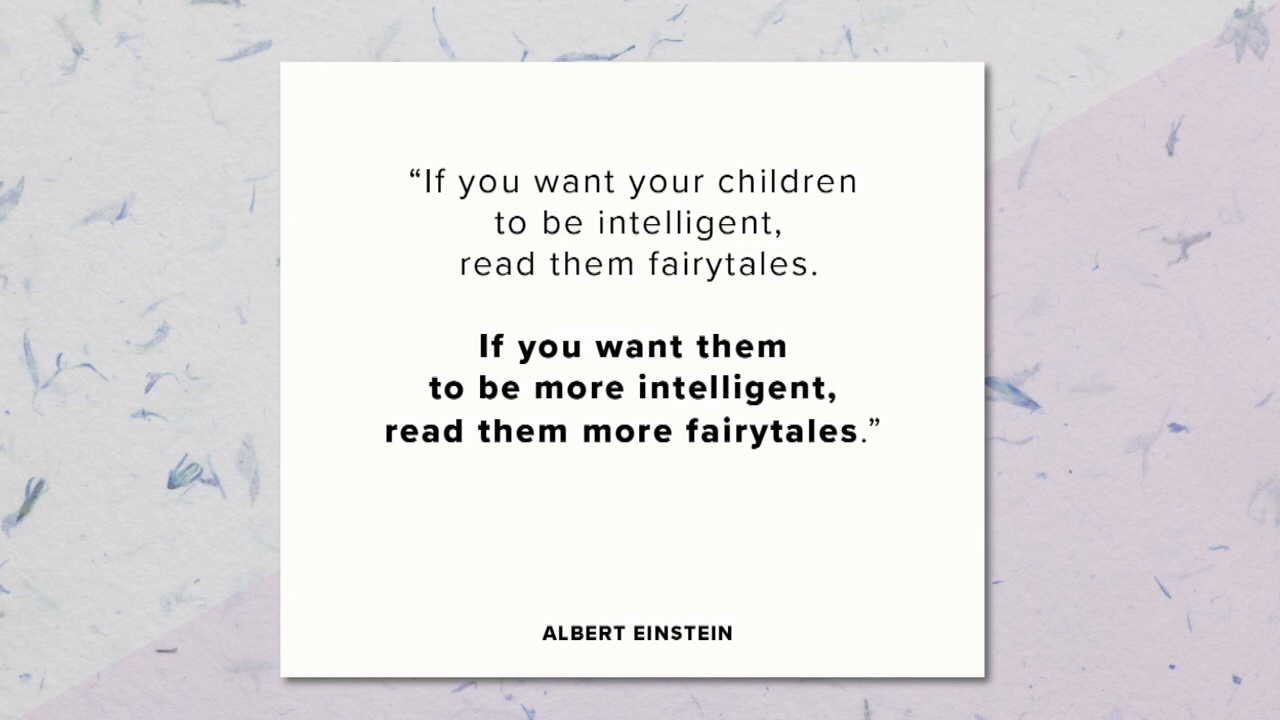 “If you want your children
to be intelligent,
read them fairytales.
If you want them
to be more intelligent,
read them more fairytales.”
ALBERT EINSTEIN